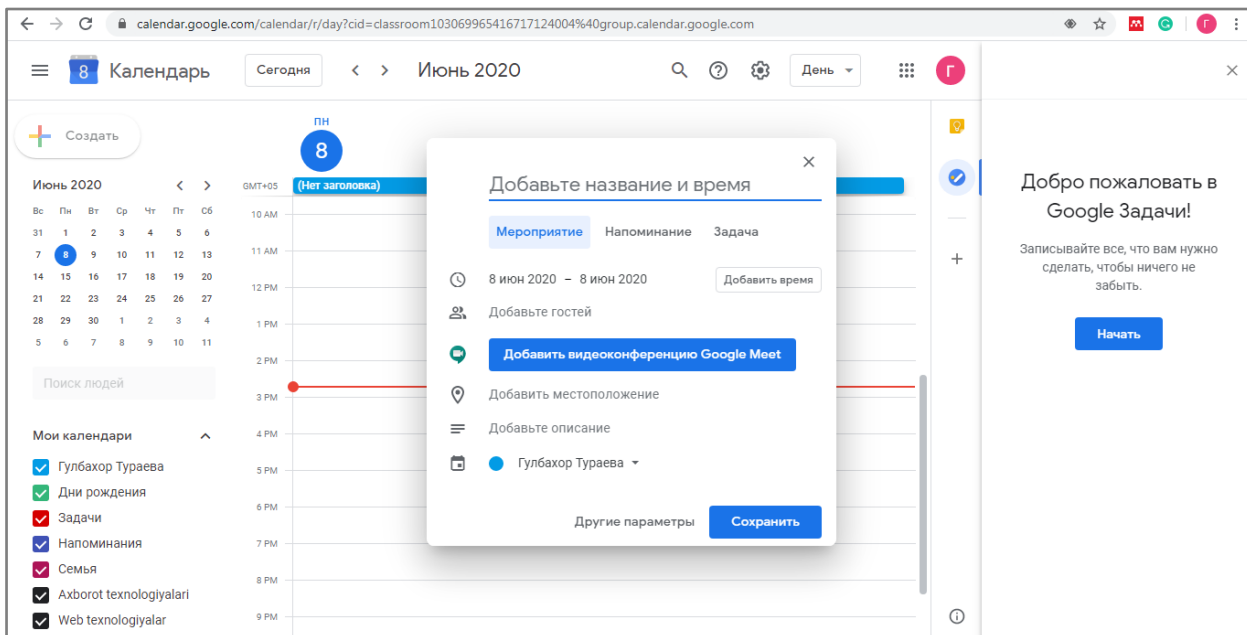 calendar.google.com/calendar/r/day?cid=classroom103069965416717124004%40group.calendar.google.com
Г
8 Календарь
Сегодня
Июнь 2020
День
Г
Создать
Июнь 2020
Вс Пн Вт Ср Чт Пт Сб
31 1 2 3 4 5 6
7 8 9 10 11 12 13
14 15 16 17 18 19 20
21 22 23 24 25 26 27
28 29 30 1 2 3 4
5 6 7 8 9 10 11
Поиск людей
Мои календари
Гулбахор Тураева
Дни рождения
Задачи
Напоминания
Семья
Axborot texnologiyalari
Web texnologiyalar
ПН
8
GMT+05 (Нет заголовка)
10 AM
11 AM
12 PM
1 PM
2 PM
3 PM
4 PM
5 PM
6 PM
7 PM
8 PM
9 PM
Добавьте название и время
Мероприятие Напоминание Задача
8 июн 2020 – 8 июн 2020 Добавить время
Добавьте гостей
Добавить видеоконференцию Google Meet
Добавить местоположение
Добавьте описание
Гулбахор Тураева
Другие параметры Сохранить
Добро пожаловать в
Google Задачи!
Записывайте все, что вам нужно
сделать, чтобы ничего не
забыть.
Начать